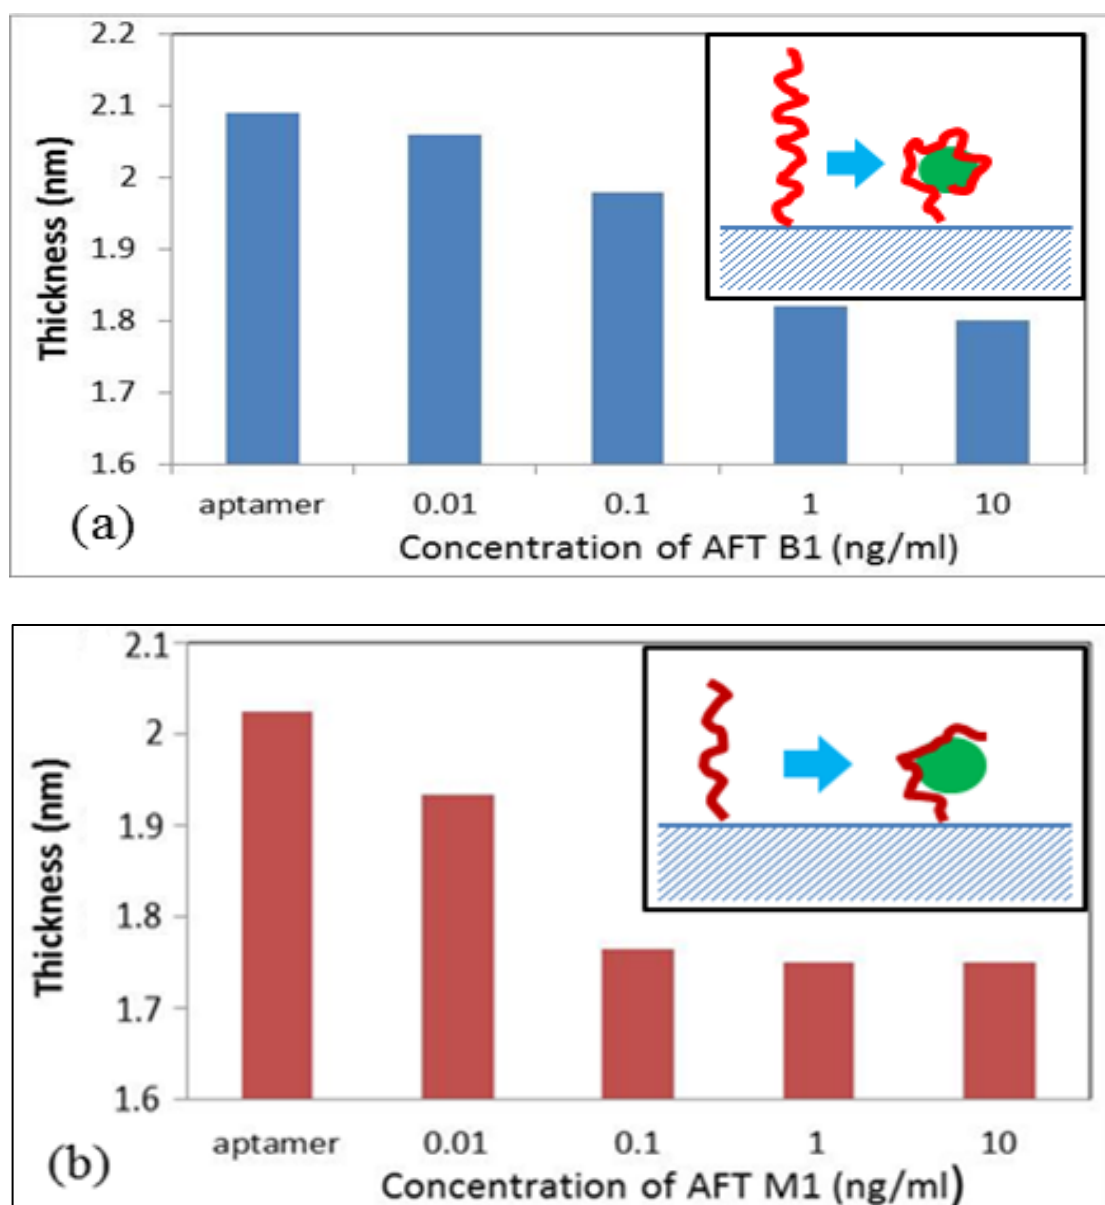 2.2
2.1
2
1.9
1.8
1.7
1.6
Thickness (nm)
aptamer 0.01 0.1 1 10
(a)
Concentration of AFT B1 (ng/ml)
2.1
2
1.9
1.8
1.7
1.6
Thickness (nm)
aptamer 0.01 0.1 1 10
(b)
Concentration of AFT M1 (ng/ml)